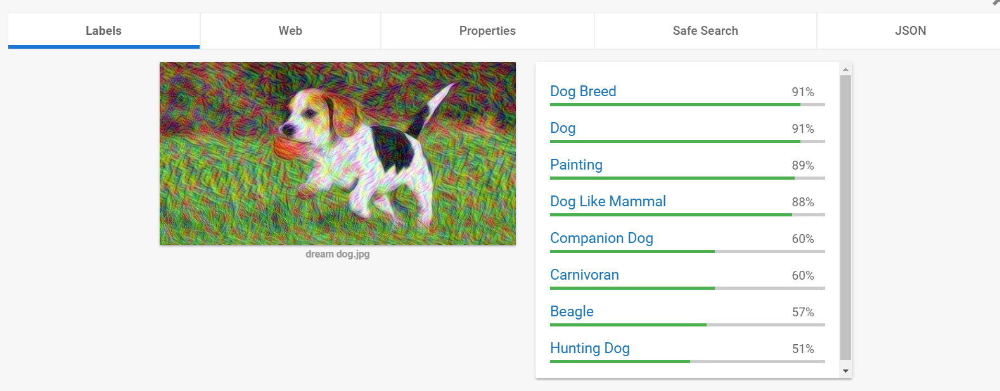 Labels
Web
Properties
Safe Search
JSON
dream dog.jpg
Dog Breed 91%
Dog 91%
Painting 89%
Dog Like Mammal 88%
Companion Dog 60%
Carnivoran 60%
Beagle 57%
Hunting Dog 51%